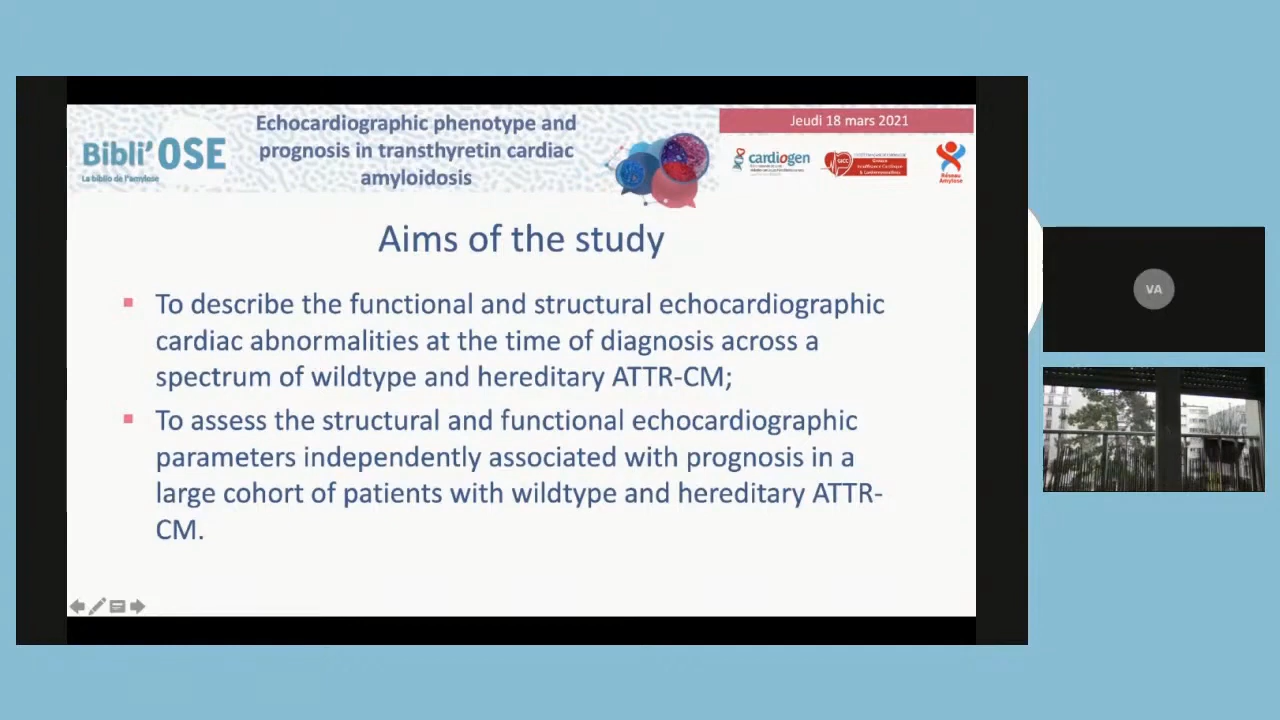 Bibli'OSE
La biblio de l'amylose
Echocardiographic phenotype and
prognosis in transthyretin cardiac
amyloidosis
Jeudi 18 mars 2021
cardiogen
GICC
Réseau
Amylose
Aims of the study
To describe the functional and structural echocardiographic
cardiac abnormalities at the time of diagnosis across a
spectrum of wildtype and hereditary ATTR-CM;
To assess the structural and functional echocardiographic
parameters independently associated with prognosis in a
large cohort of patients with wildtype and hereditary ATTR-
CM.
VA